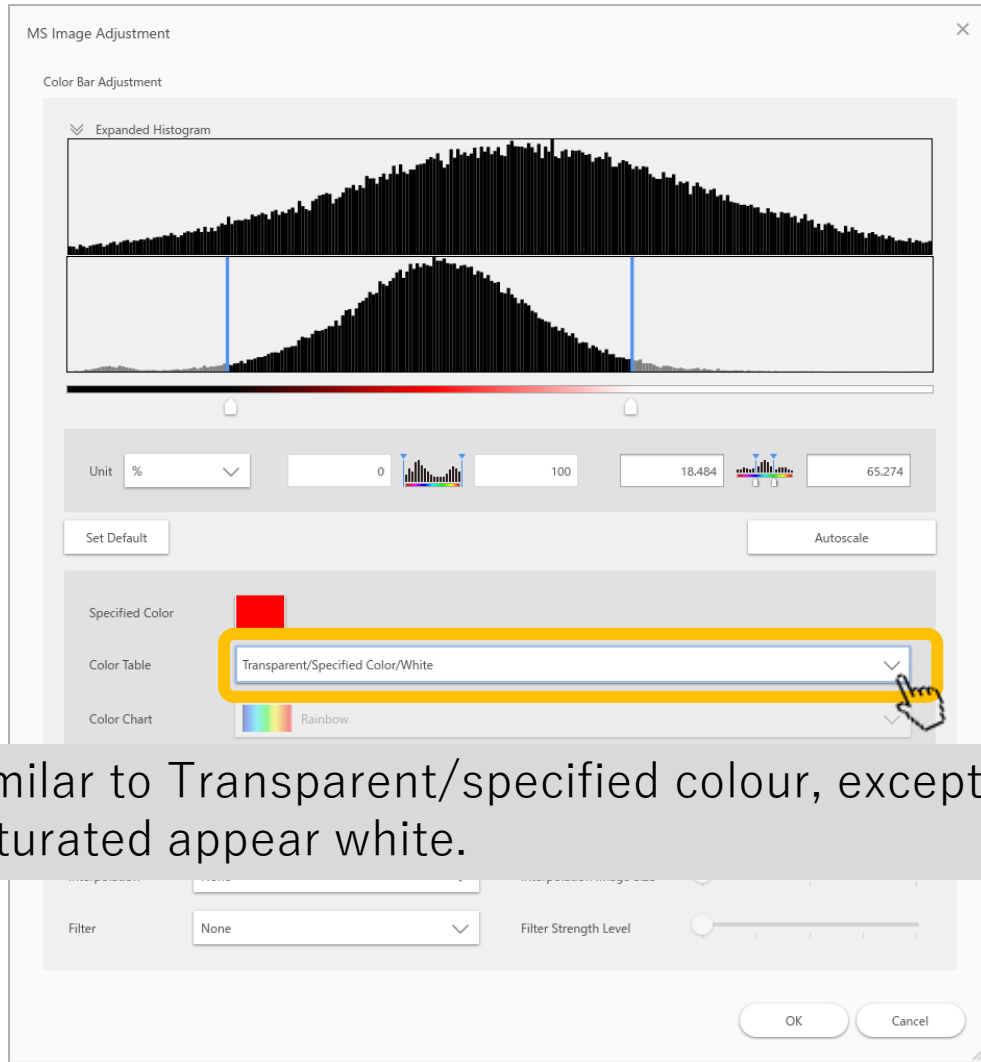 MS Image Adjustment
Color Bar Adjustment
Expanded Histogram
Unit % 0 100 18.484 65.274
Set Default Autoscale
Specified Color
Color Table Transparent/Specified Color/White
Color Chart Rainbow
milar to Transparent/specified colour, except
turated appear white.
Filter None Filter Strength Level
OK Cancel